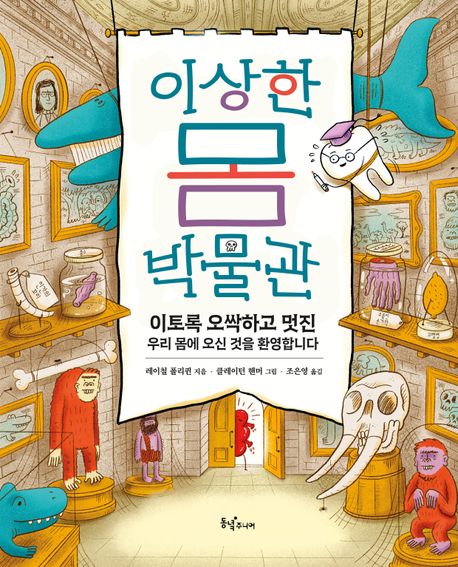 이상한
몸
박물관
이토록 오싹하고 멋진
우리 몸에 오신 것을 환영합니다
레이철 폴리퀸 지음 · 클레이턴 핸머 그림 · 조은영 옮김
동녘주니어